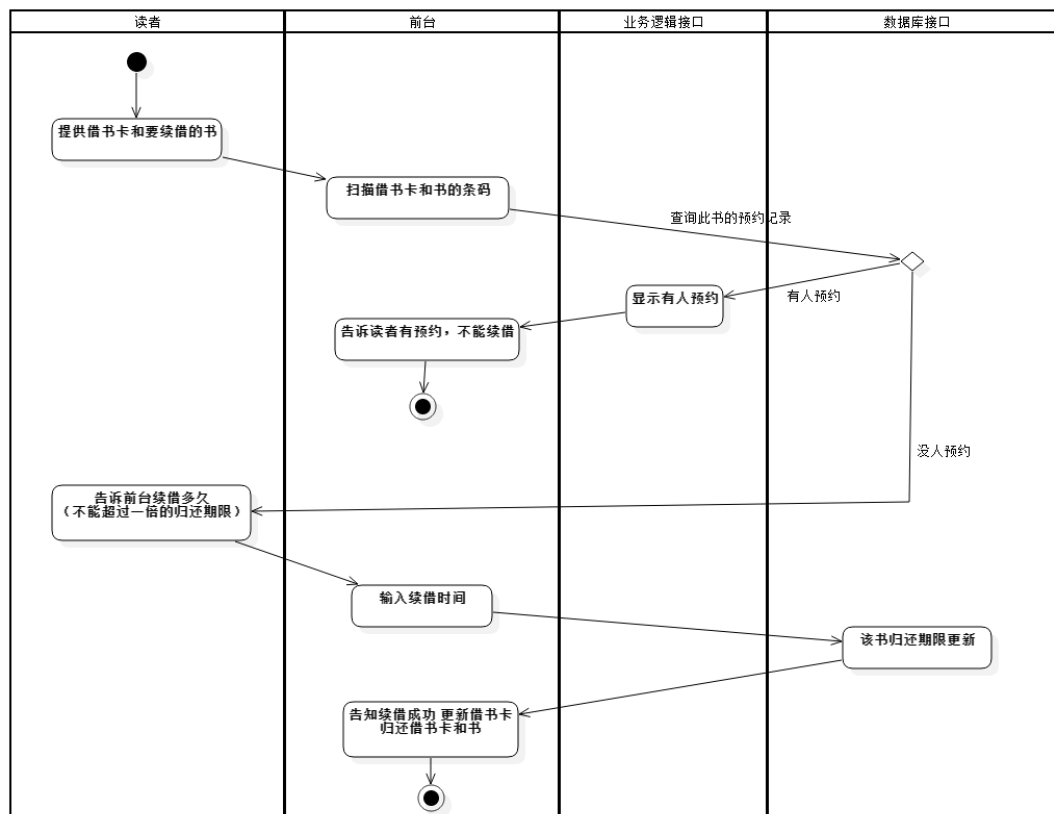 读者
前台
业务逻辑接口
数据库接口
提供借书卡和要续借的书
扫描借书卡和书的条码
查询此书的预约记录
显示有人预约
有人预约
告诉读者有预约，不能续借
没人预约
告诉前台续借多久
（不能超过一倍的归还期限）
输入续借时间
该书归还期限更新
告知续借成功 更新借书卡
归还借书卡和书